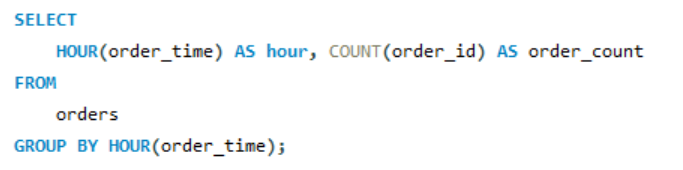 SELECT
    HOUR(order_time) AS hour, COUNT(order_id) AS order_count
FROM
    orders
GROUP BY HOUR(order_time);